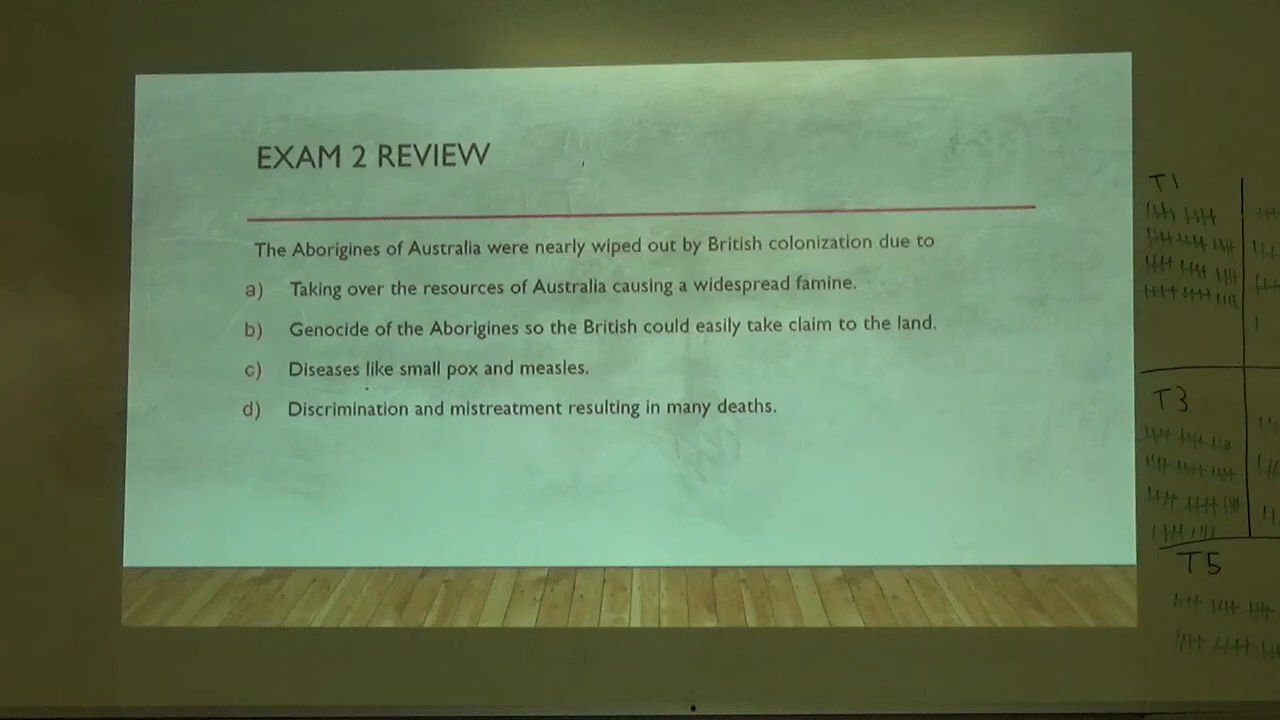 EXAM 2 REVIEW
The Aborigines of Australia were nearly wiped out by British colonization due to
a) Taking over the resources of Australia causing a widespread famine.
b) Genocide of the Aborigines so the British could easily take claim to the land.
c) Diseases like small pox and measles.
d) Discrimination and mistreatment resulting in many deaths.
T1
T3
T5